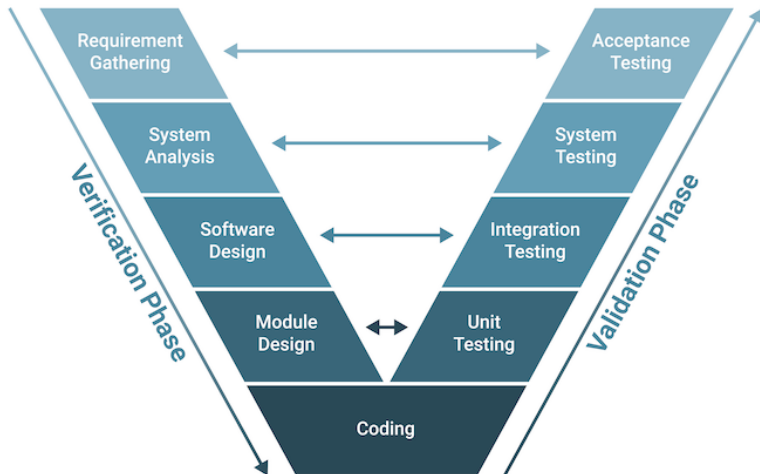 Requirement
Gathering
Acceptance
Testing
System
Analysis
System
Testing
Verification Phase
Validation Phase
Software
Design
Integration
Testing
Module
Design
Unit
Testing
Coding